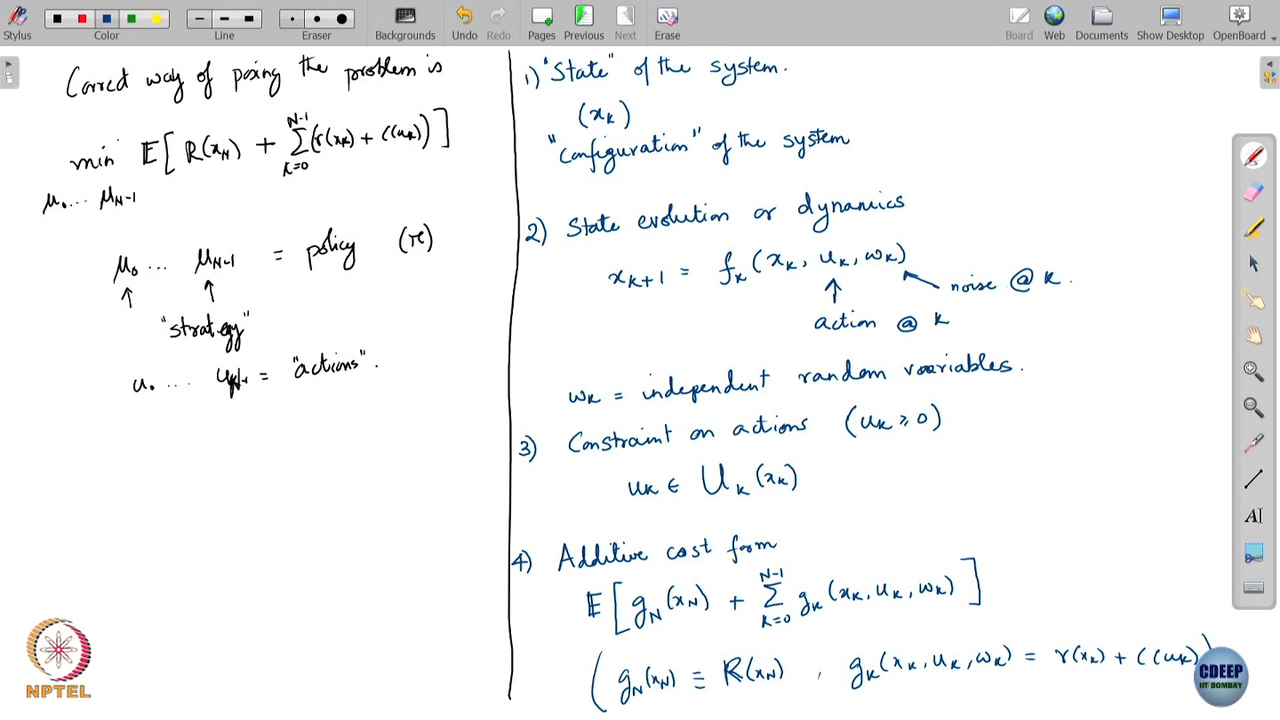 Stylus
Color
Line
Eraser
Backgrounds
Undo
Redo
Pages
Previous
Next
Erase
Board
Web
Documents
Show Desktop
OpenBoard
Correct way of posing the problem is
min E[ R(x_N) + Σ_{k=0}^{N-1} (r(x_k) + c(u_k)) ]
μ_0 ... μ_{N-1}
μ_0 ... μ_{N-1} = policy (π)
"strategy"
u_0 .... u_{N-1} = "actions".
1) "State" of the system.
(x_k)
"configuration" of the system
2) State evolution or dynamics
x_{k+1} = f_k (x_k, u_k, w_k)
noise @ k.
action @ k
w_k = independent random variables.
3) Constraint on actions (u_k ≥ 0)
u_k ∈ U_k (x_k)
4) Additive cost form
E[ g_N (x_N) + Σ_{k=0}^{N-1} g_k (x_k, u_k, w_k) ]
( g_N (x_N) ≡ R(x_N) , g_k (x_k, u_k, w_k) = r(x_k) + c(u_k) )
NPTEL
CDEEP
IIT BOMBAY